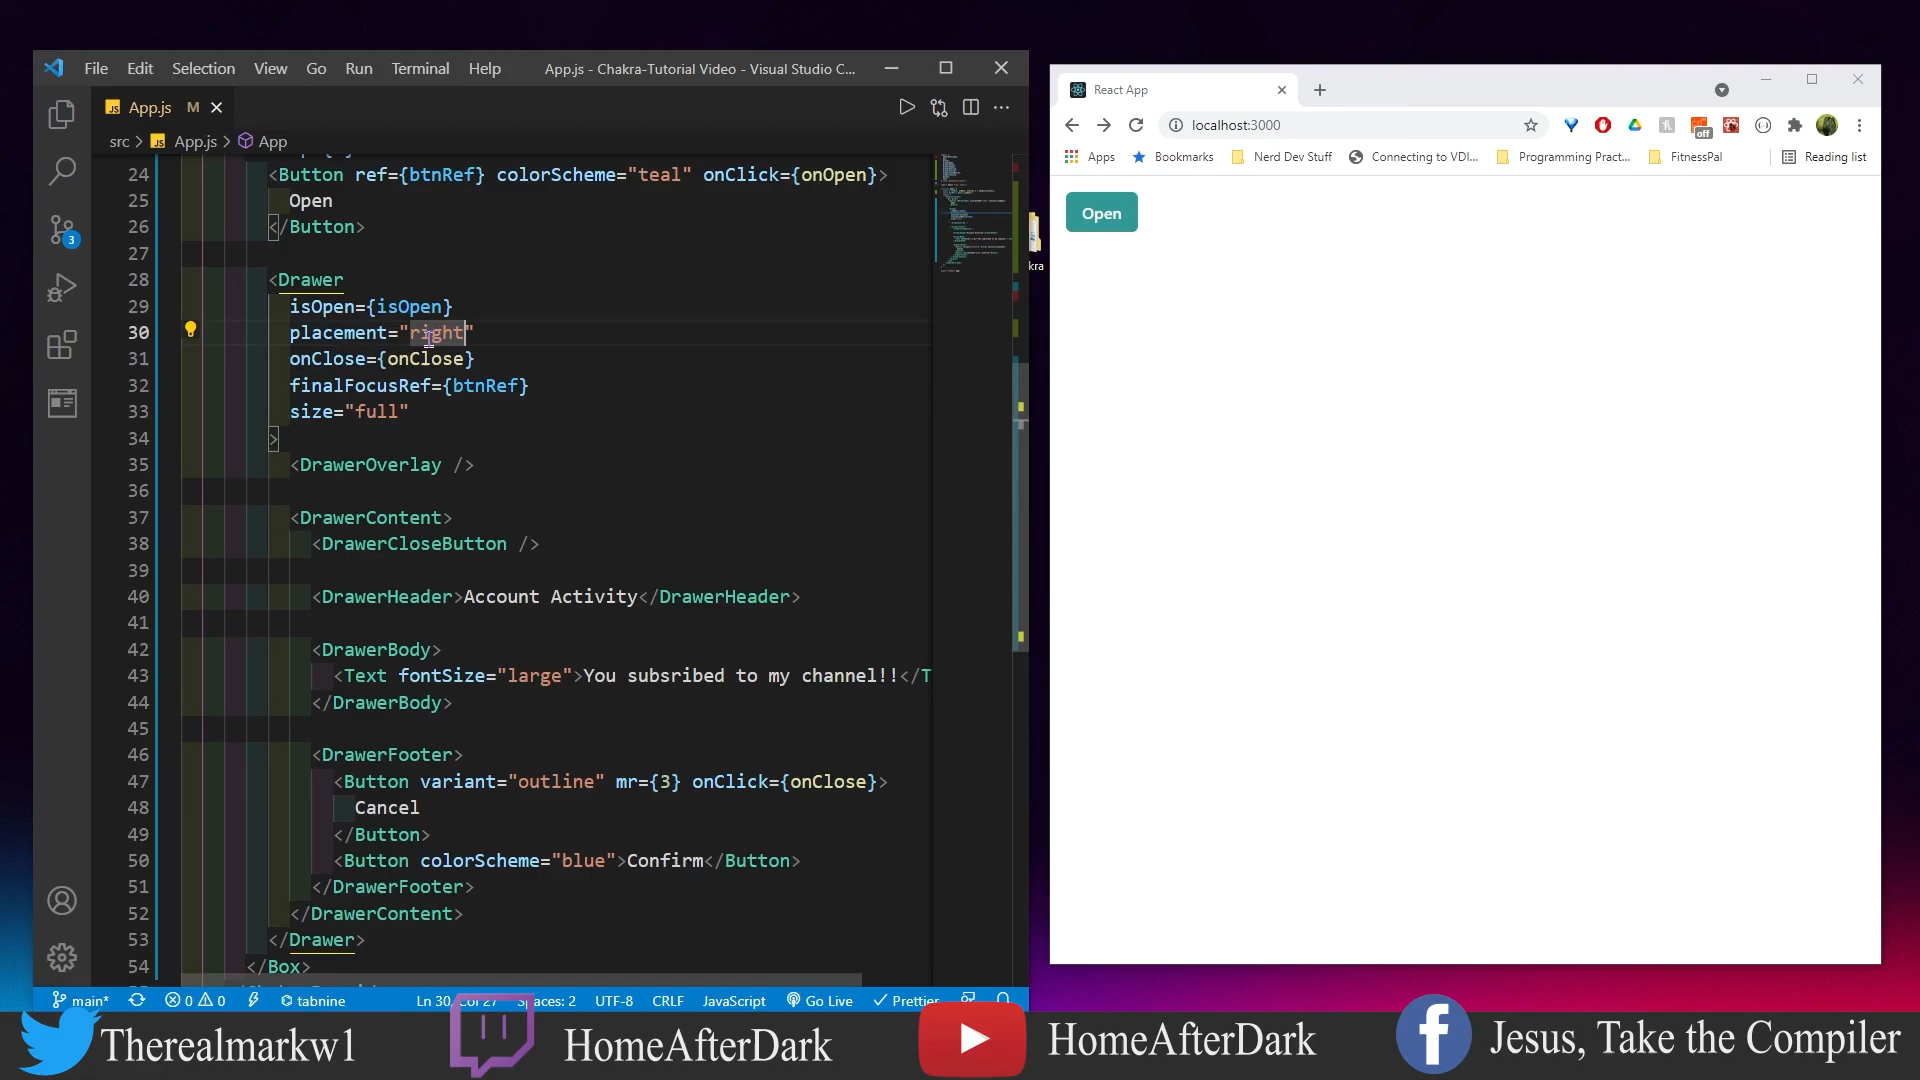 File Edit Selection View Go Run Terminal Help App.js - Chakra-Tutorial Video - Visual Studio C...
App.js M
src > App.js > App
24 <Button ref={btnRef} colorScheme="teal" onClick={onOpen}>
25 Open
26 </Button>
27
28 <Drawer
29 isOpen={isOpen}
30 placement="right"
31 onClose={onClose}
32 finalFocusRef={btnRef}
33 size="full"
34 >
35 <DrawerOverlay />
36
37 <DrawerContent>
38 <DrawerCloseButton />
39
40 <DrawerHeader>Account Activity</DrawerHeader>
41
42 <DrawerBody>
43 <Text fontSize="large">You subsribed to my channel!!</T
44 </DrawerBody>
45
46 <DrawerFooter>
47 <Button variant="outline" mr={3} onClick={onClose}>
48 Cancel
49 </Button>
50 <Button colorScheme="blue">Confirm</Button>
51 </DrawerFooter>
52 </DrawerContent>
53 </Drawer>
54 </Box>
3
main* 0 0 tabnine Ln 30, Col 27 Spaces: 2 UTF-8 CRLF JavaScript Go Live Prettier
kra
React App
localhost:3000
off
Apps Bookmarks Nerd Dev Stuff Connecting to VDI... Programming Pract... FitnessPal Reading list
Open
Therealmarkw1 HomeAfterDark HomeAfterDark Jesus, Take the Compiler